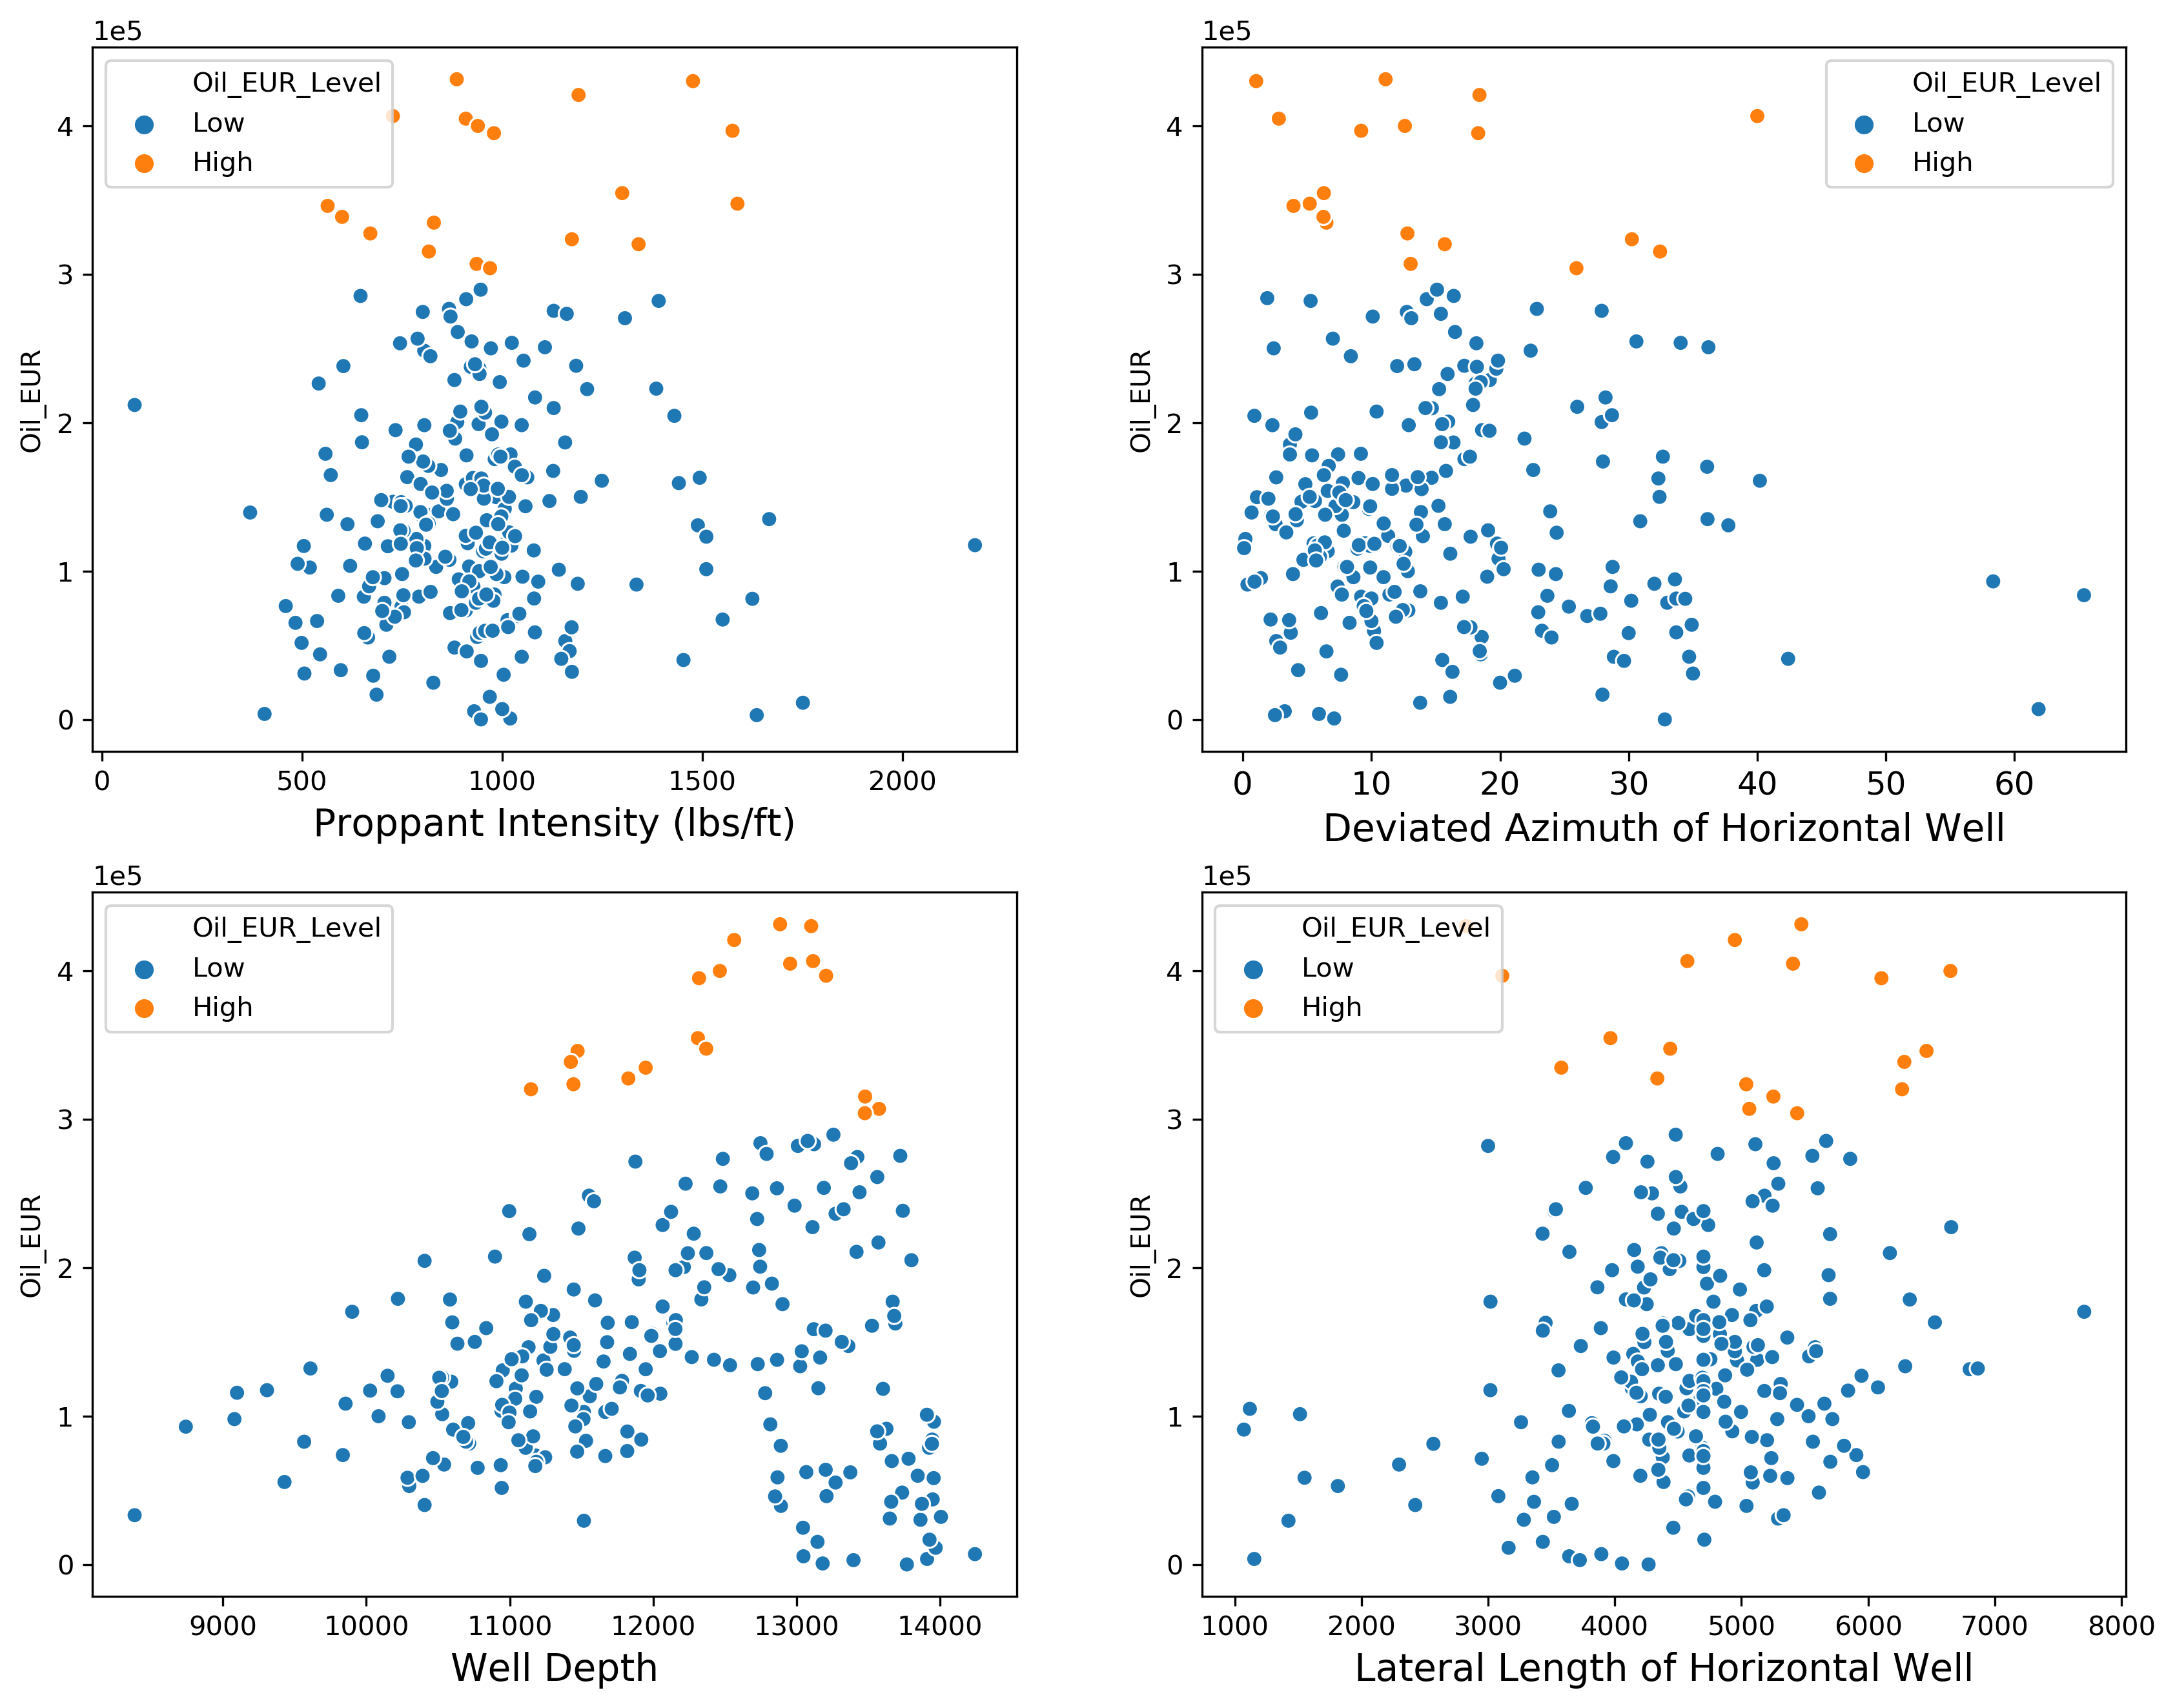 1e5
Oil_EUR_Level
Low
High
4
3
2
1
0
Oil_EUR
0 500 1000 1500 2000
Proppant Intensity (lbs/ft)
1e5
Oil_EUR_Level
Low
High
4
3
2
1
0
Oil_EUR
0 10 20 30 40 50 60
Deviated Azimuth of Horizontal Well
1e5
Oil_EUR_Level
Low
High
4
3
2
1
0
Oil_EUR
9000 10000 11000 12000 13000 14000
Well Depth
1e5
Oil_EUR_Level
Low
High
4
3
2
1
0
Oil_EUR
1000 2000 3000 4000 5000 6000 7000 8000
Lateral Length of Horizontal Well